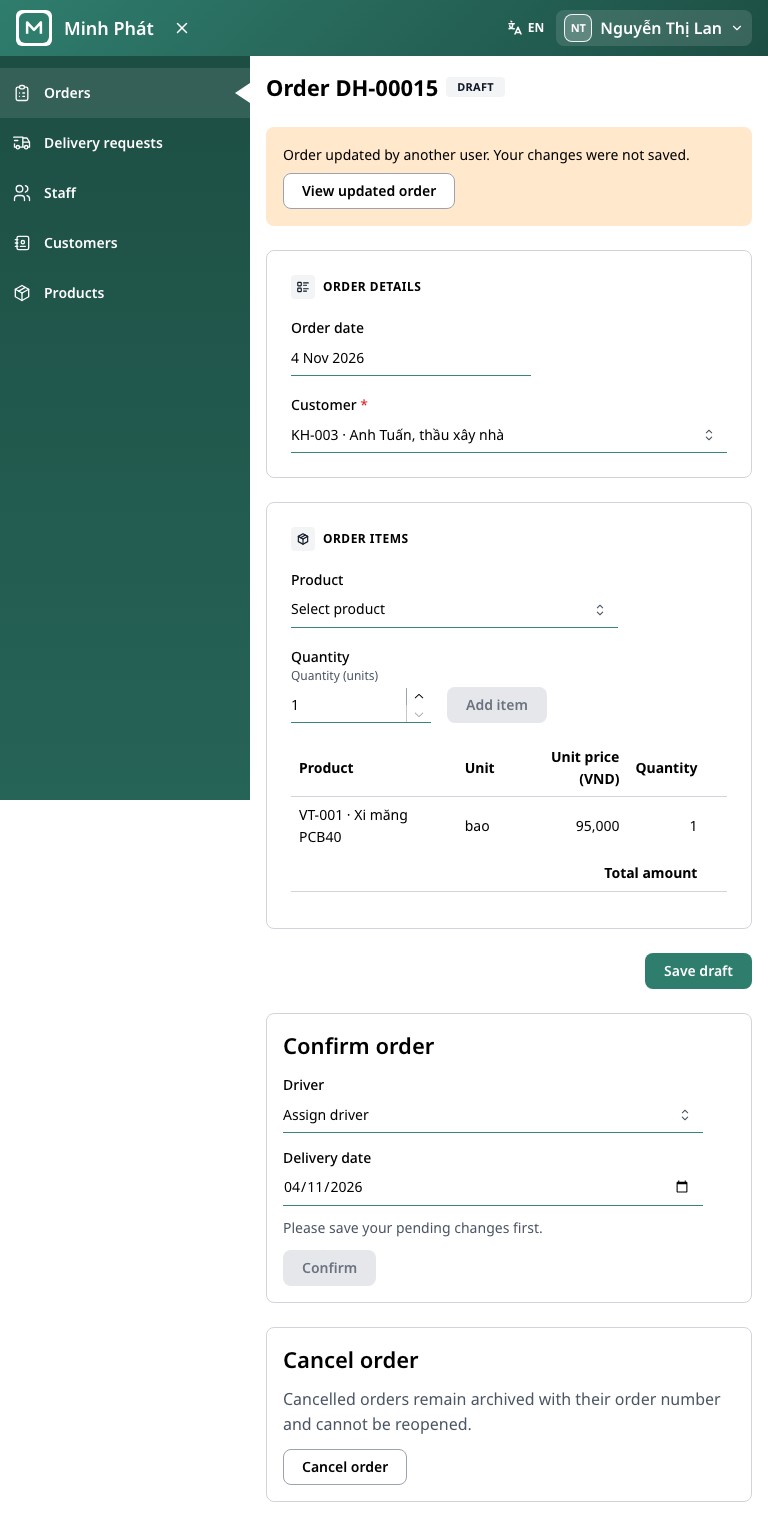 Minh Phát
EN
NT
Nguyễn Thị Lan
Orders
Delivery requests
Staff
Customers
Products
Order DH-00015
DRAFT
Order updated by another user. Your changes were not saved.
View updated order
ORDER DETAILS
Order date
4 Nov 2026
Customer *
KH-003 · Anh Tuấn, thầu xây nhà
ORDER ITEMS
Product
Select product
Quantity
Quantity (units)
1
Add item
Product Unit Unit price (VND) Quantity
VT-001 · Xi măng PCB40 bao 95,000 1
Total amount
Save draft
Confirm order
Driver
Assign driver
Delivery date
04/11/2026
Please save your pending changes first.
Confirm
Cancel order
Cancelled orders remain archived with their order number
and cannot be reopened.
Cancel order